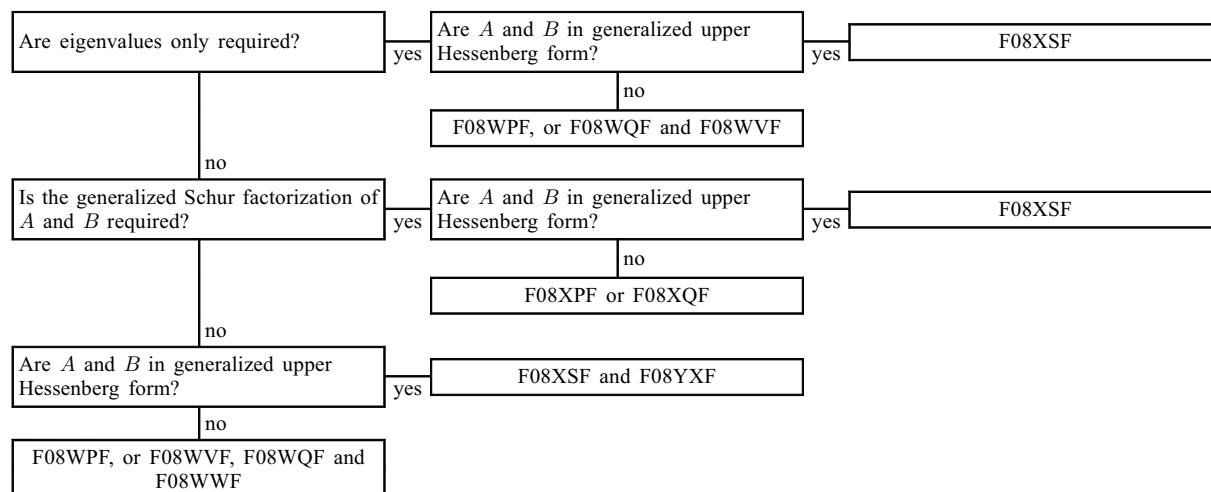 Are eigenvalues only required?
yes
Are A and B in generalized upper
Hessenberg form?
yes
F08XSF
no
F08WPF, or F08WQF and F08WVF
no
Is the generalized Schur factorization of
A and B required?
yes
Are A and B in generalized upper
Hessenberg form?
yes
F08XSF
no
F08XPF or F08XQF
no
Are A and B in generalized upper
Hessenberg form?
yes
F08XSF and F08YXF
no
F08WPF, or F08WVF, F08WQF and
F08WWF